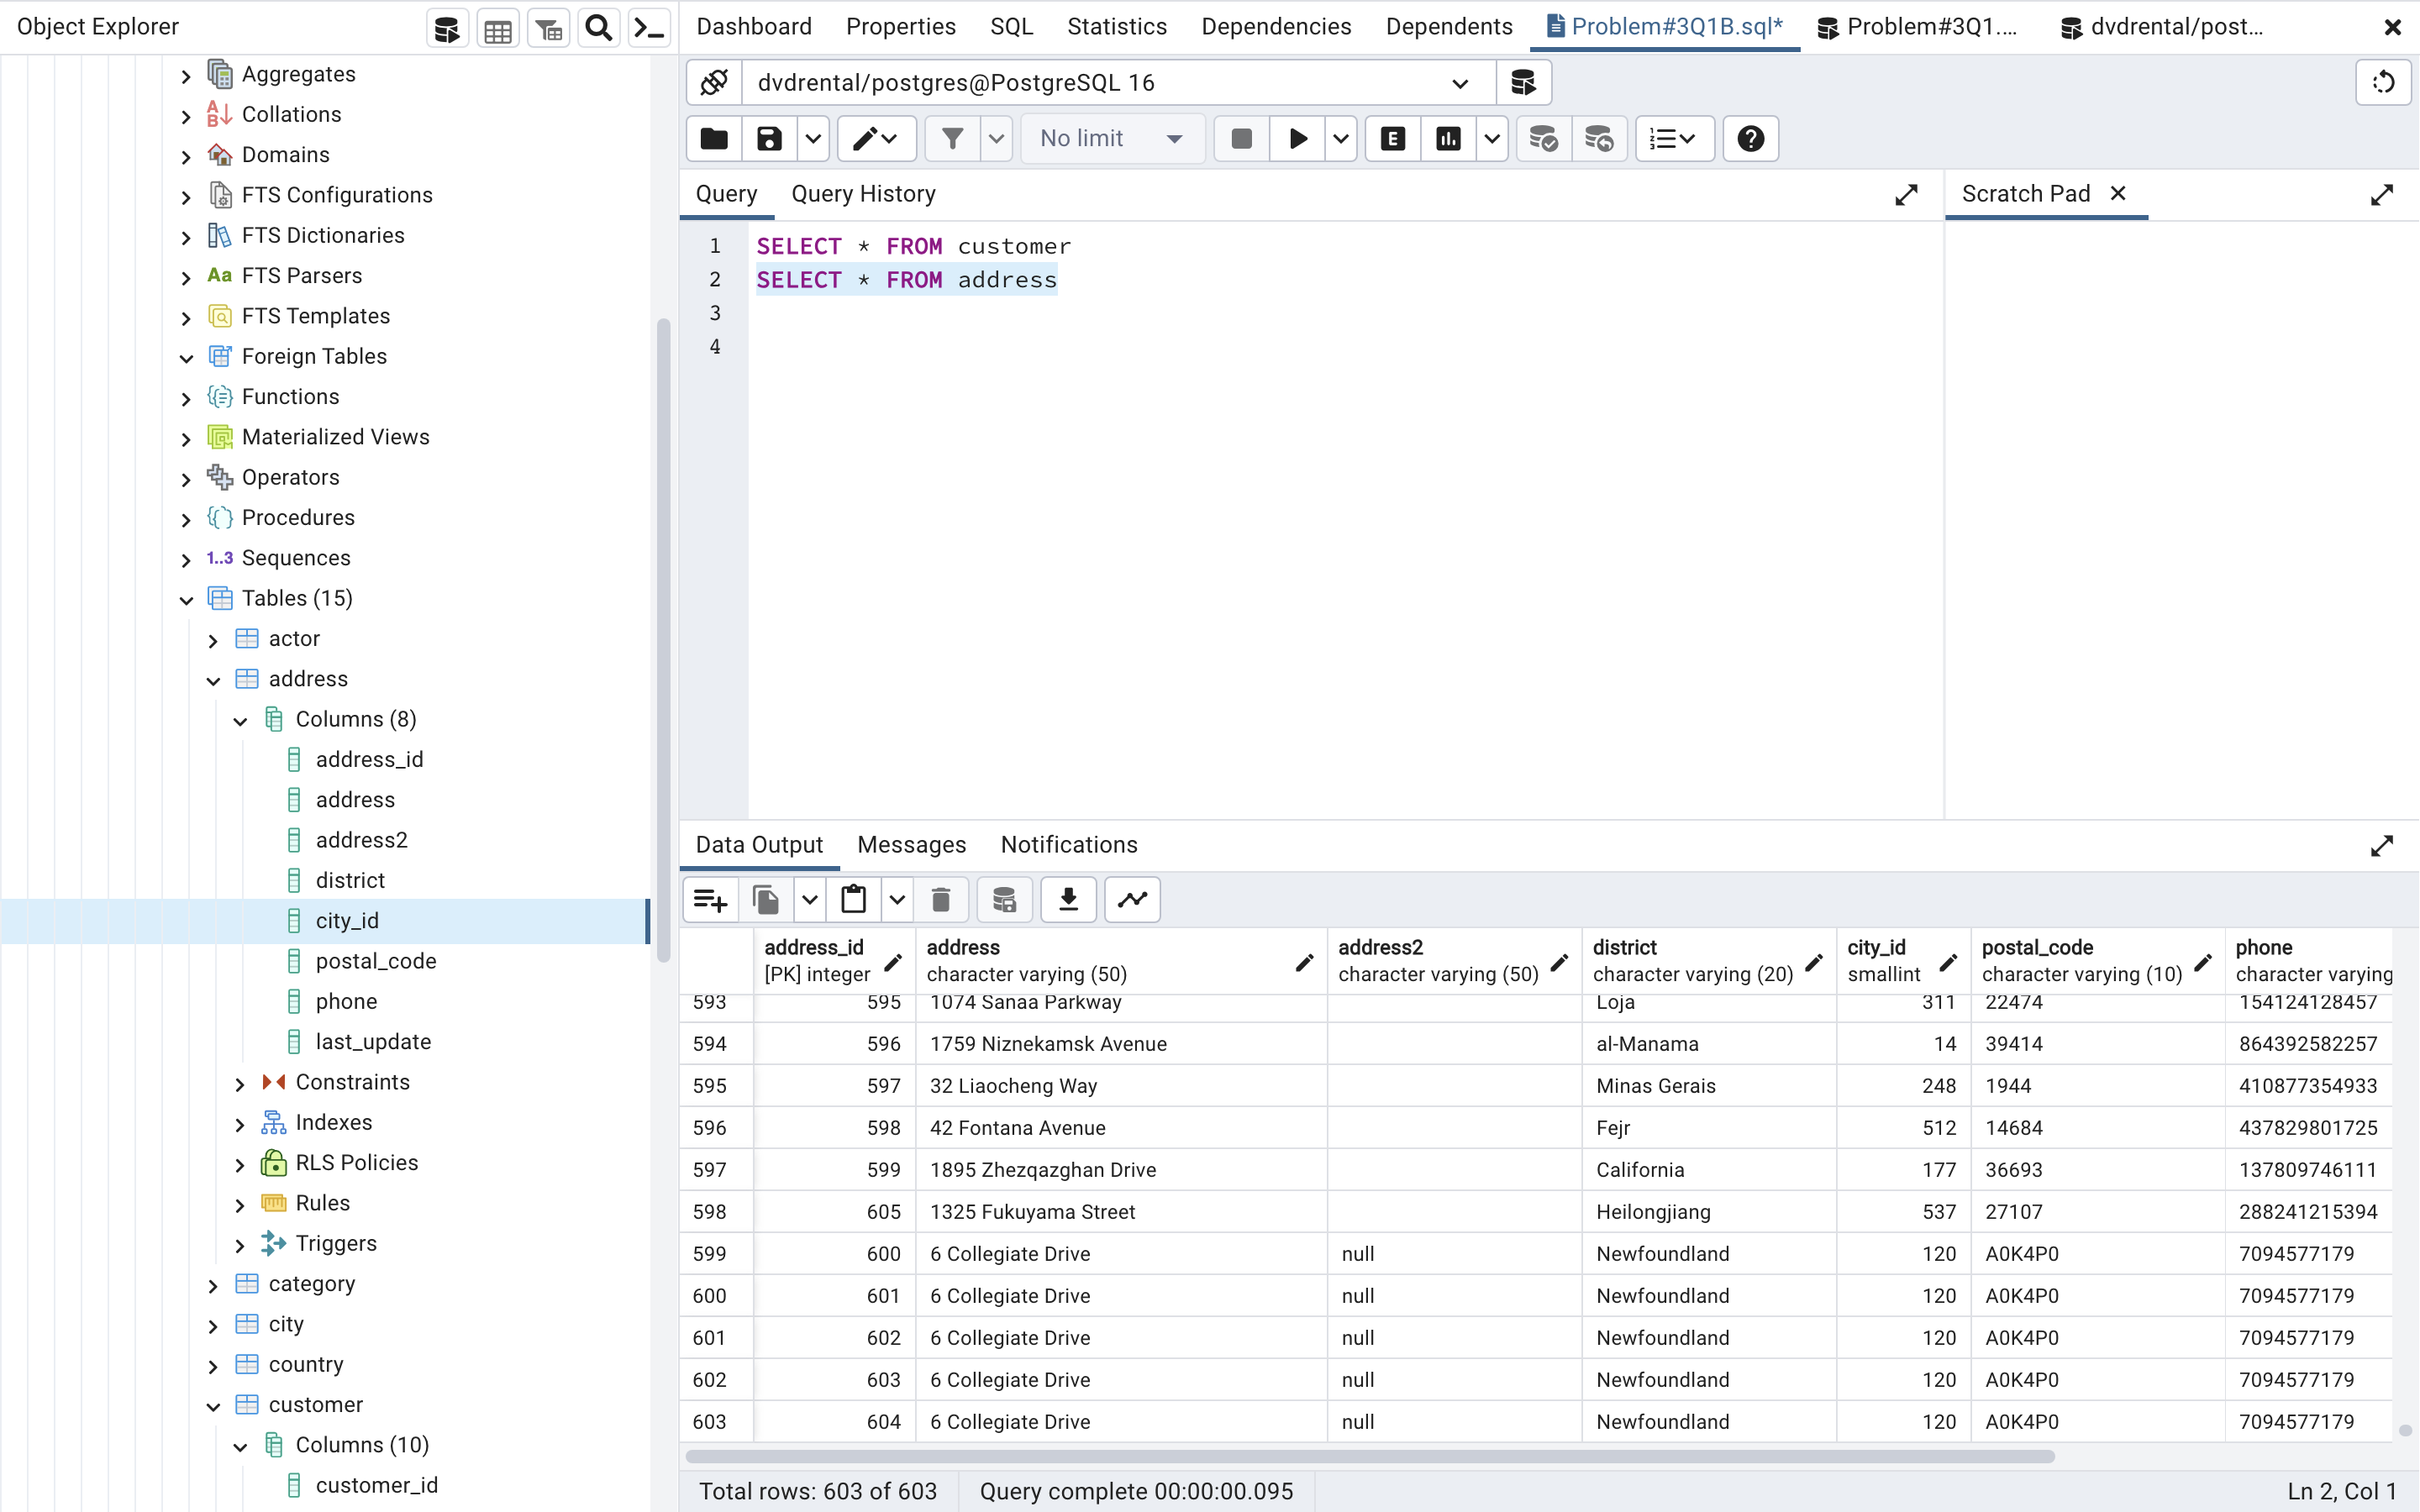 Object Explorer
Dashboard Properties SQL Statistics Dependencies Dependents Problem#3Q1B.sql* Problem#3Q1.... dvdrental/post...
dvdrental/postgres@PostgreSQL 16
No limit
E
Query Query History
Scratch Pad
1 SELECT * FROM customer
2 SELECT * FROM address
3
4
Aggregates
Collations
Domains
FTS Configurations
FTS Dictionaries
Aa FTS Parsers
FTS Templates
Foreign Tables
Functions
Materialized Views
Operators
Procedures
1..3 Sequences
Tables (15)
actor
address
Columns (8)
address_id
address
address2
district
city_id
postal_code
phone
last_update
Constraints
Indexes
RLS Policies
Rules
Triggers
category
city
country
customer
Columns (10)
customer_id
Data Output Messages Notifications
address_id address address2 district city_id postal_code phone
[PK] integer character varying (50) character varying (50) character varying (20) smallint character varying (10) character varying
593 595 1074 Sanaa Parkway Loja 311 22474 154124128457
594 596 1759 Niznekamsk Avenue al-Manama 14 39414 864392582257
595 597 32 Liaocheng Way Minas Gerais 248 1944 410877354933
596 598 42 Fontana Avenue Fejr 512 14684 437829801725
597 599 1895 Zhezqazghan Drive California 177 36693 137809746111
598 605 1325 Fukuyama Street Heilongjiang 537 27107 288241215394
599 600 6 Collegiate Drive null Newfoundland 120 A0K4P0 7094577179
600 601 6 Collegiate Drive null Newfoundland 120 A0K4P0 7094577179
601 602 6 Collegiate Drive null Newfoundland 120 A0K4P0 7094577179
602 603 6 Collegiate Drive null Newfoundland 120 A0K4P0 7094577179
603 604 6 Collegiate Drive null Newfoundland 120 A0K4P0 7094577179
Total rows: 603 of 603 Query complete 00:00:00.095 Ln 2, Col 1